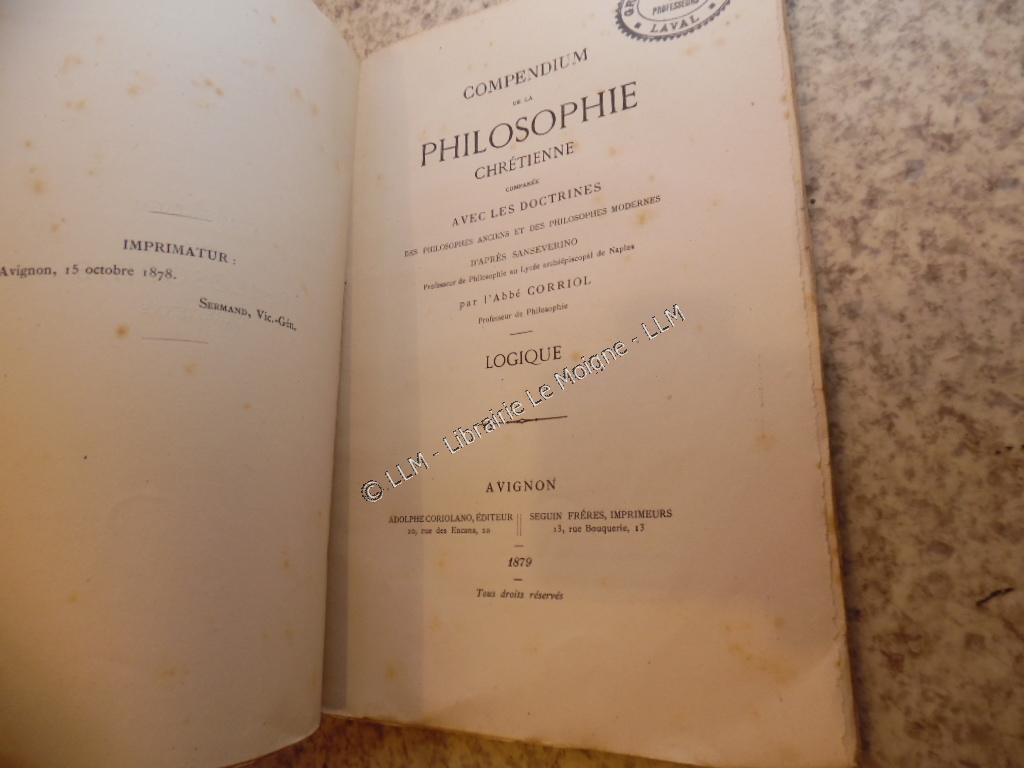 IMPRIMATUR :
Avignon, 15 octobre 1878.
SERMAND, Vic.-Gén.
PROFESSEURS
LAVAL
COMPENDIUM
DE LA
PHILOSOPHIE
CHRÉTIENNE
COMPARÉE
AVEC LES DOCTRINES
DES PHILOSOPHES ANCIENS ET DES PHILOSOPHES MODERNES
D'APRÈS SANSEVERINO
Professeur de Philosophie au Lycée archiépiscopal de Naples
par l'Abbé CORRIOL
Professeur de Philosophie
LOGIQUE
© LLM - Librairie Le Moigne - LLM
AVIGNON
ADOLPHE CORIOLANO, ÉDITEUR
20, rue des Encans, 20
SEGUIN FRÈRES, IMPRIMEURS
13, rue Bouquerie, 13
1879
Tous droits réservés